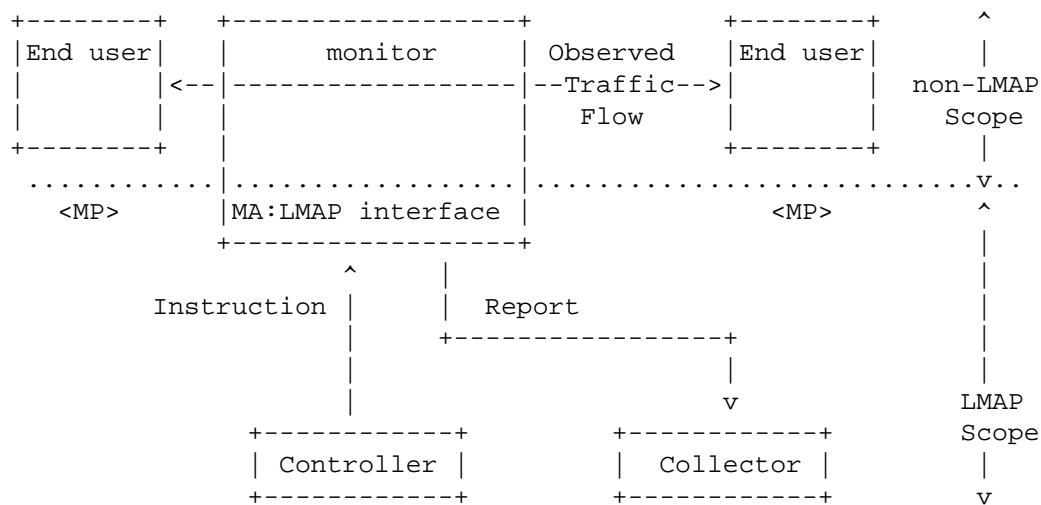 End user monitor Observed End user
<-- --Traffic--> non-LMAP
Flow Scope
v
<MP> MA:LMAP interface <MP> ^
Instruction Report
v LMAP
Scope
Controller Collector
v